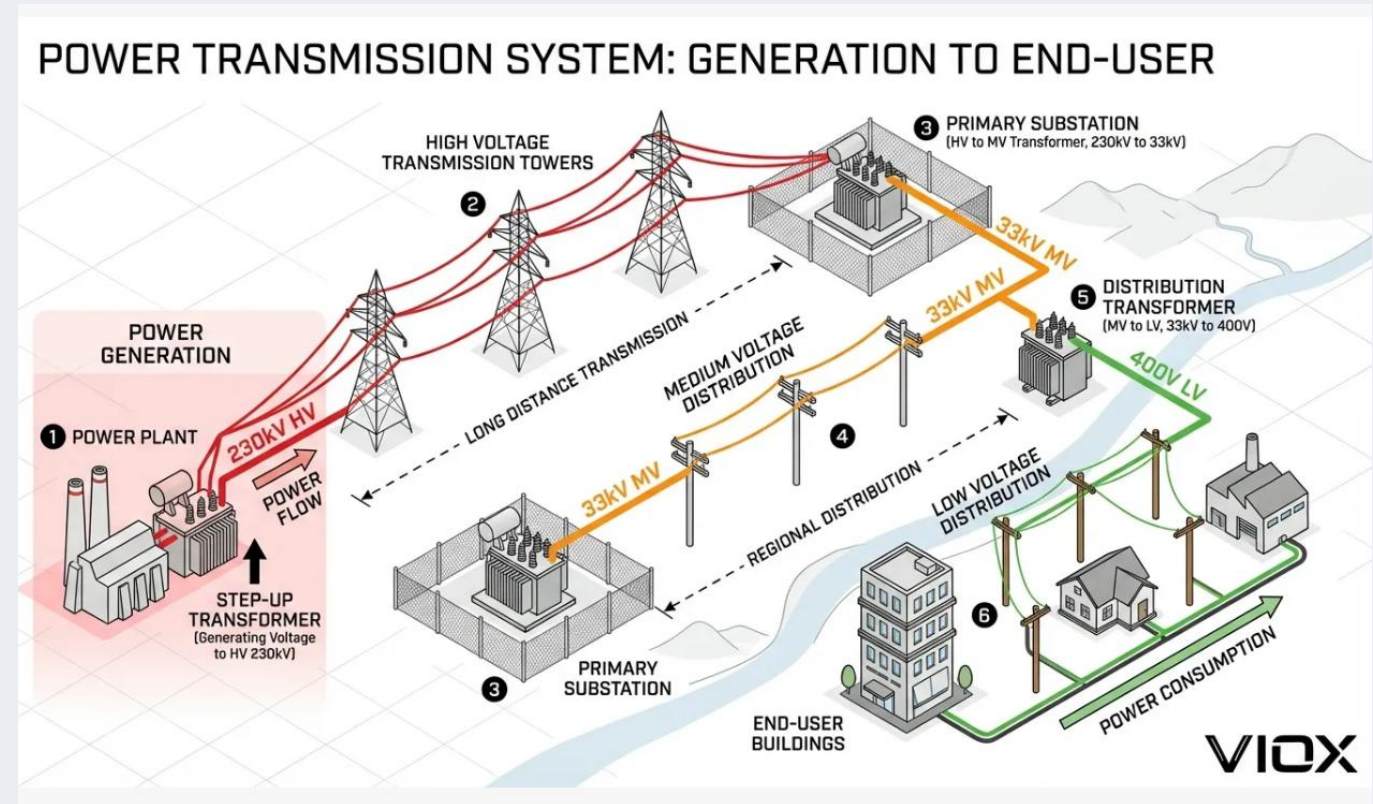 POWER TRANSMISSION SYSTEM: GENERATION TO END-USER
HIGH VOLTAGE
TRANSMISSION TOWERS
2
3 PRIMARY SUBSTATION
(HV to MV Transformer, 230kV to 33kV)
POWER
GENERATION
1 POWER PLANT
230kV HV
POWER
FLOW
STEP-UP
TRANSFORMER
(Generating Voltage
to HV 230kV)
LONG DISTANCE TRANSMISSION
33kV MV
33kV MV
5 DISTRIBUTION
TRANSFORMER
(MV to LV, 33kV to 400V)
MEDIUM VOLTAGE
DISTRIBUTION
4
33kV MV
400V LV
REGIONAL DISTRIBUTION
LOW VOLTAGE
DISTRIBUTION
3
PRIMARY
SUBSTATION
6
END-USER
BUILDINGS
POWER CONSUMPTION
VIOX